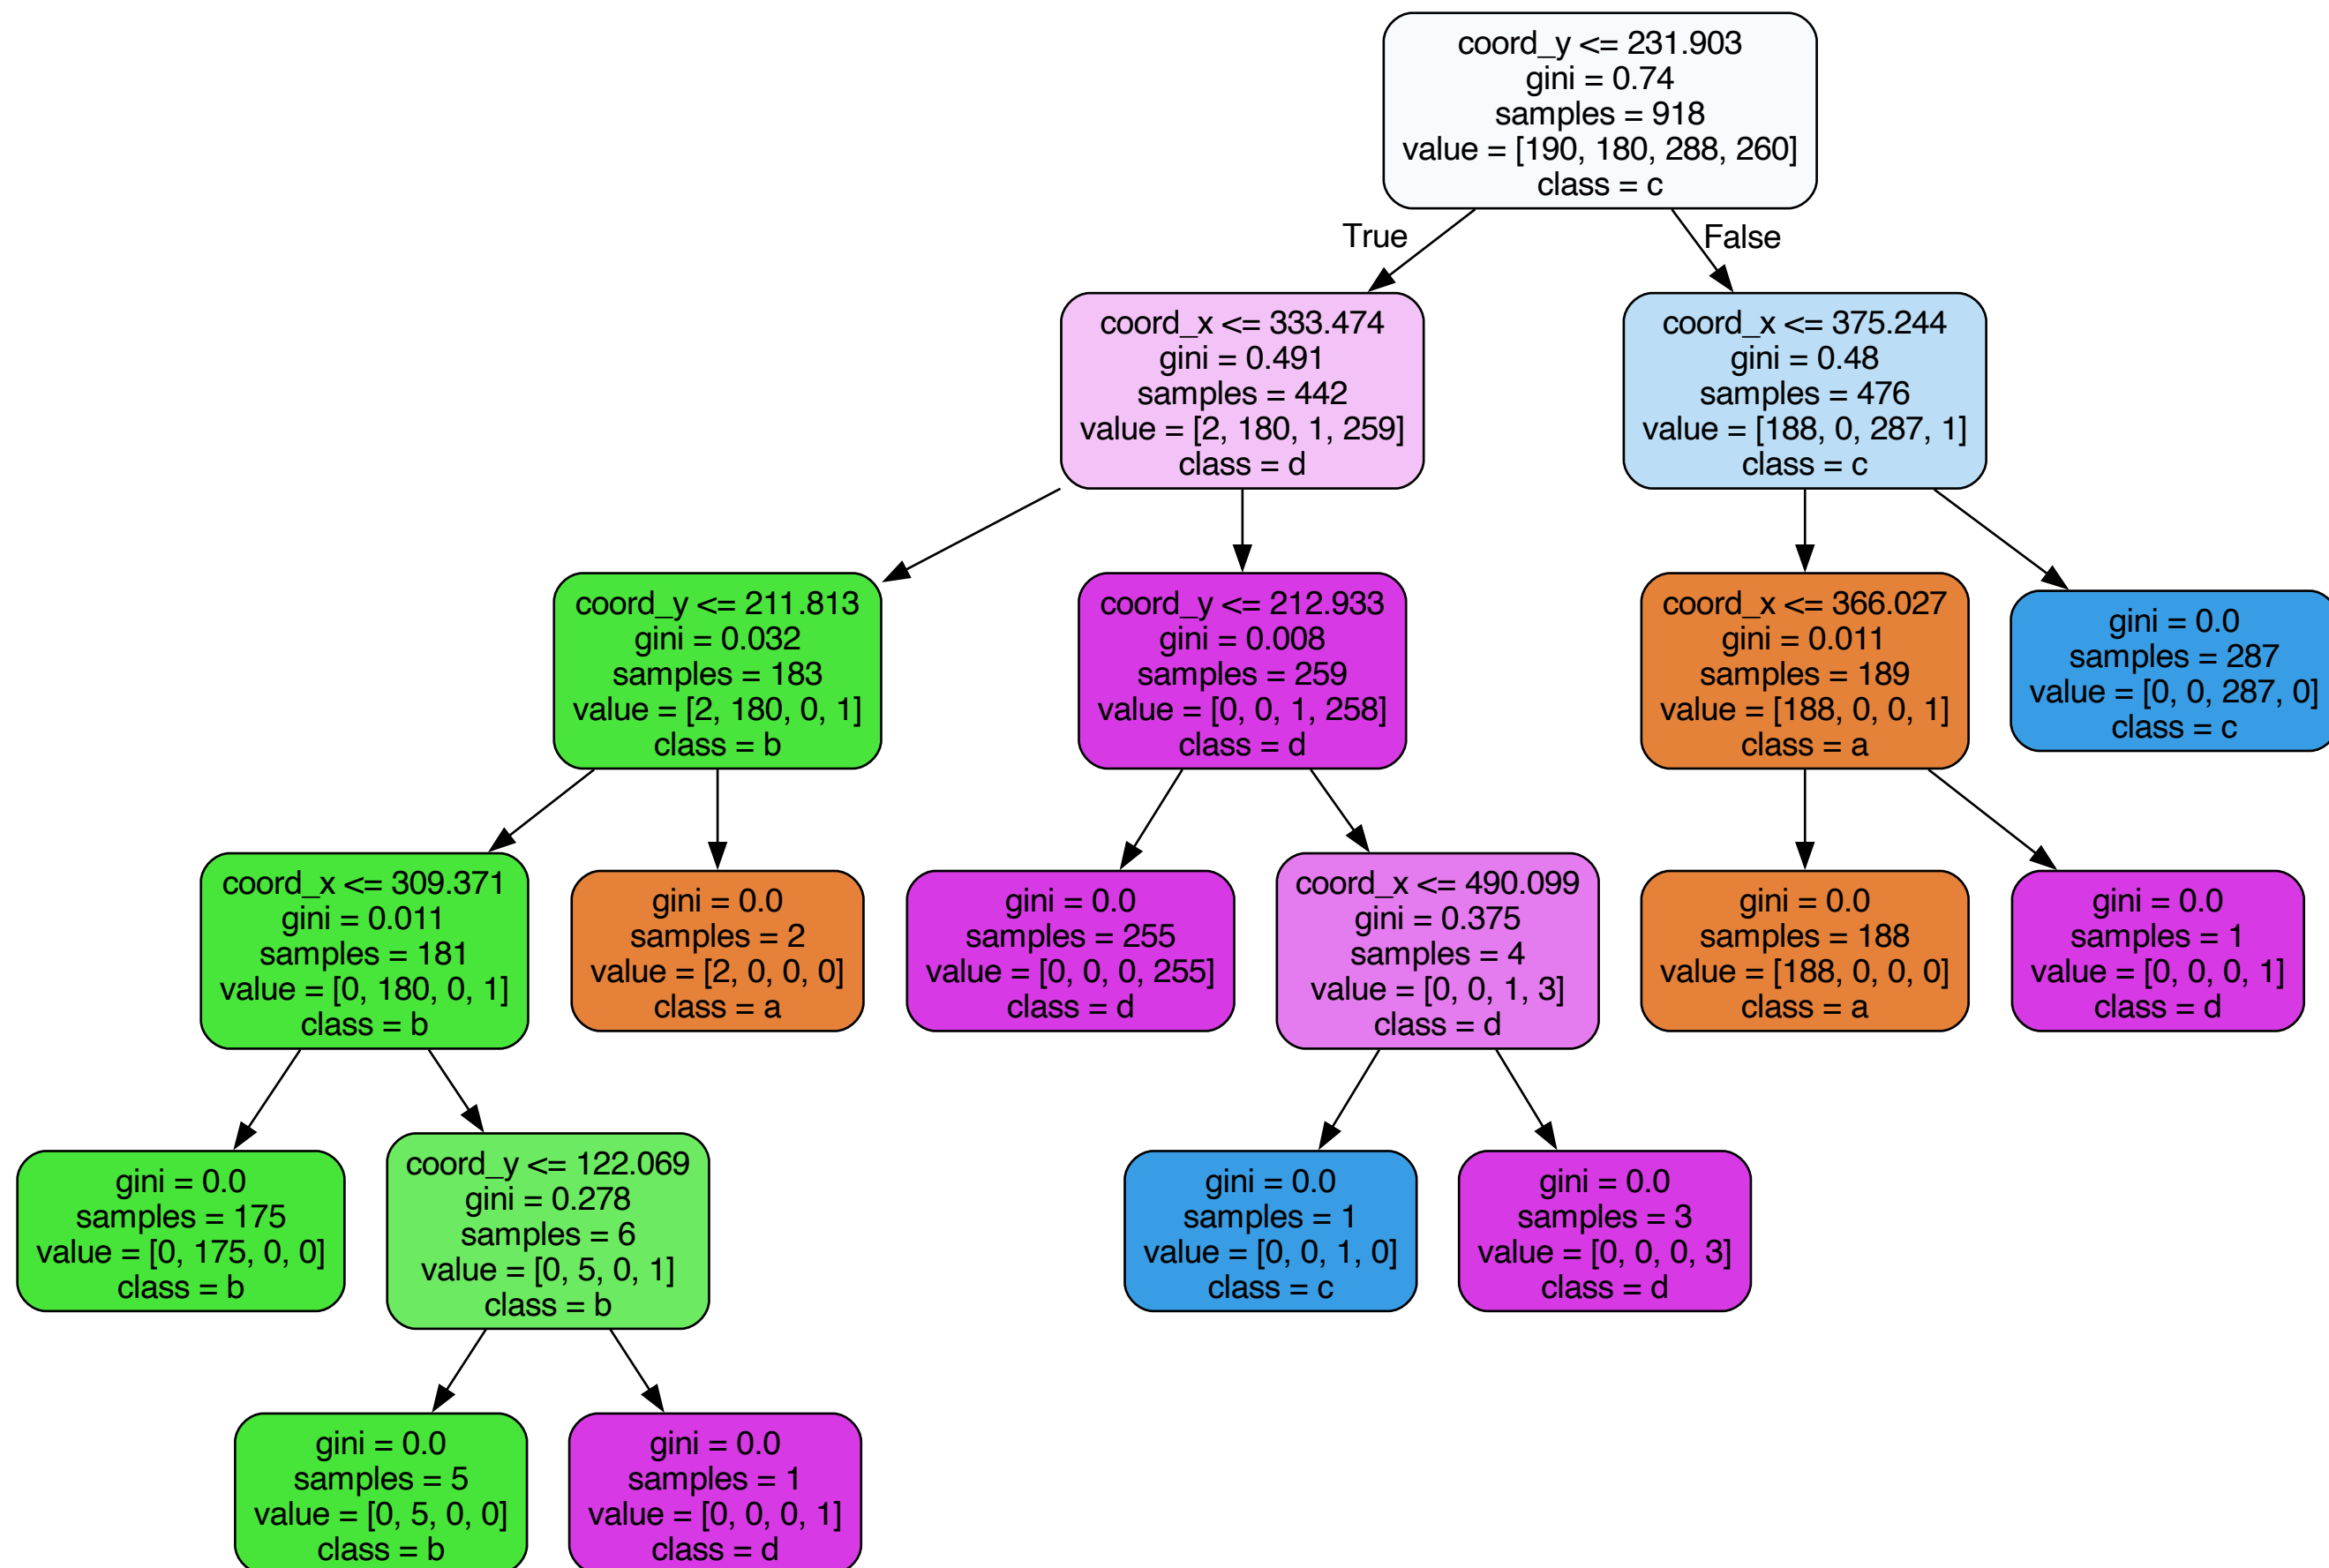 coord_y <= 231.903
gini = 0.74
samples = 918
value = [190, 180, 288, 260]
class = c
True
False
coord_x <= 333.474
gini = 0.491
samples = 442
value = [2, 180, 1, 259]
class = d
coord_x <= 375.244
gini = 0.48
samples = 476
value = [188, 0, 287, 1]
class = c
coord_y <= 211.813
gini = 0.032
samples = 183
value = [2, 180, 0, 1]
class = b
coord_y <= 212.933
gini = 0.008
samples = 259
value = [0, 0, 1, 258]
class = d
coord_x <= 366.027
gini = 0.011
samples = 189
value = [188, 0, 0, 1]
class = a
gini = 0.0
samples = 287
value = [0, 0, 287, 0]
class = c
coord_x <= 309.371
gini = 0.011
samples = 181
value = [0, 180, 0, 1]
class = b
gini = 0.0
samples = 2
value = [2, 0, 0, 0]
class = a
gini = 0.0
samples = 255
value = [0, 0, 0, 255]
class = d
coord_x <= 490.099
gini = 0.375
samples = 4
value = [0, 0, 1, 3]
class = d
gini = 0.0
samples = 188
value = [188, 0, 0, 0]
class = a
gini = 0.0
samples = 1
value = [0, 0, 0, 1]
class = d
gini = 0.0
samples = 175
value = [0, 175, 0, 0]
class = b
coord_y <= 122.069
gini = 0.278
samples = 6
value = [0, 5, 0, 1]
class = b
gini = 0.0
samples = 1
value = [0, 0, 1, 0]
class = c
gini = 0.0
samples = 3
value = [0, 0, 0, 3]
class = d
gini = 0.0
samples = 5
value = [0, 5, 0, 0]
class = b
gini = 0.0
samples = 1
value = [0, 0, 0, 1]
class = d